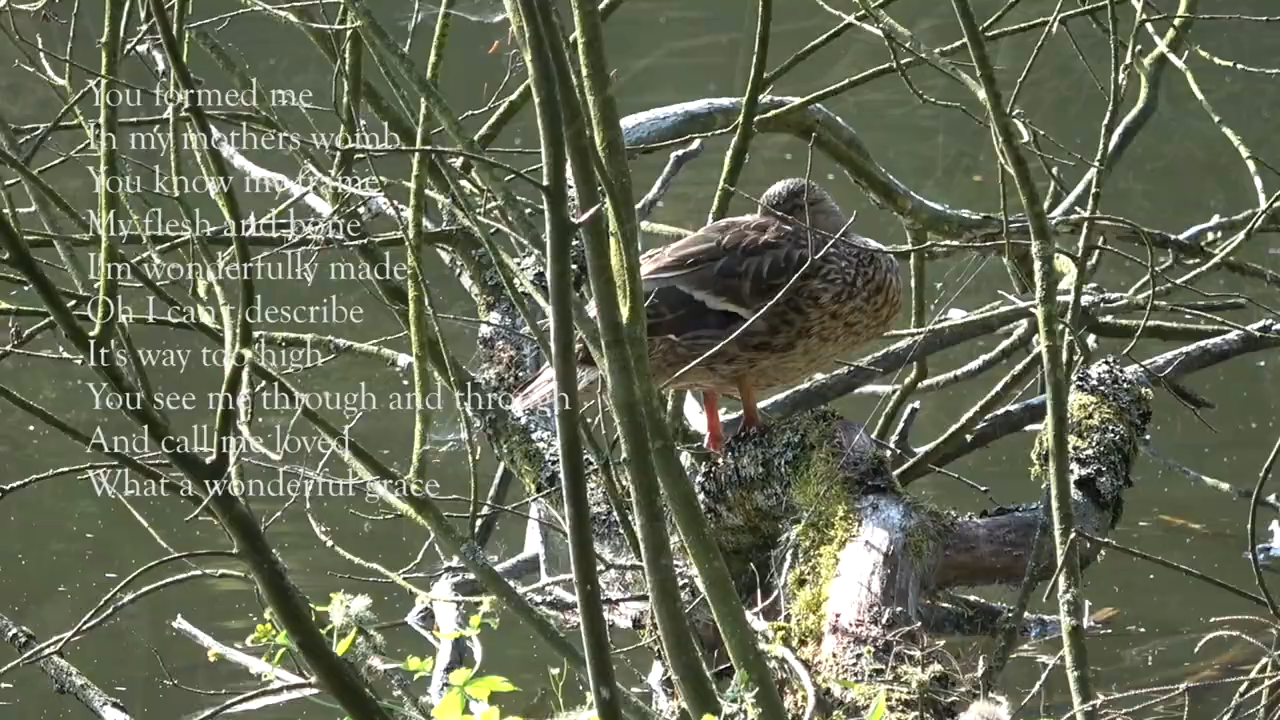 You formed me
In my mothers womb
You know my frame
My flesh and bone
I'm wonderfully made
Oh I can't describe
It's way too high
You see me through and through
And call me loved
What a wonderful grace